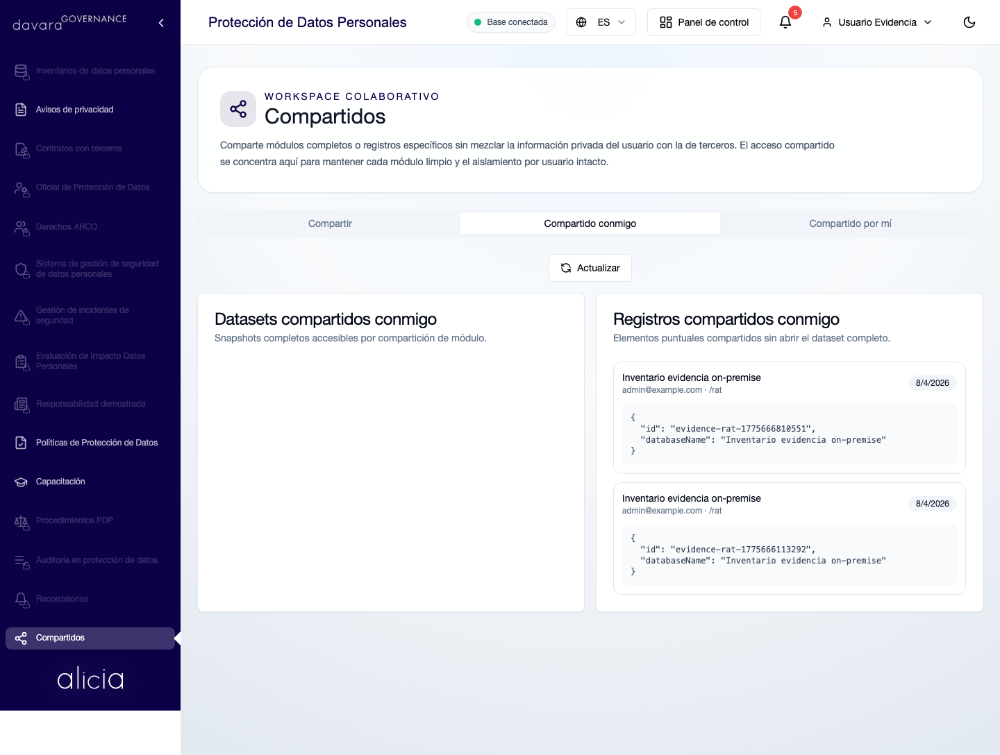 davara GOVERNANCE
Inventarios de datos personales
Avisos de privacidad
Contratos con terceros
Oficial de Protección de Datos
Derechos ARCO
Sistema de gestión de seguridad
de datos personales
Gestión de incidentes de
seguridad
Evaluación de Impacto Datos
Personales
Responsabilidad demostrada
Políticas de Protección de Datos
Capacitación
Procedimientos PDP
Auditoría en protección de datos
Recordatorios
Compartidos
alicia
Protección de Datos Personales
Base conectada
ES
Panel de control
5
Usuario Evidencia
WORKSPACE COLABORATIVO
Compartidos
Comparte módulos completos o registros específicos sin mezclar la información privada del usuario con la de terceros. El acceso compartido
se concentra aquí para mantener cada módulo limpio y el aislamiento por usuario intacto.
Compartir
Compartido conmigo
Compartido por mí
Actualizar
Datasets compartidos conmigo
Snapshots completos accesibles por compartición de módulo.
Registros compartidos conmigo
Elementos puntuales compartidos sin abrir el dataset completo.
Inventario evidencia on-premise
admin@example.com · /rat
8/4/2026
{
  "id": "evidence-rat-1775666810551",
  "databaseName": "Inventario evidencia on-premise"
}
Inventario evidencia on-premise
admin@example.com · /rat
8/4/2026
{
  "id": "evidence-rat-1775666113292",
  "databaseName": "Inventario evidencia on-premise"
}